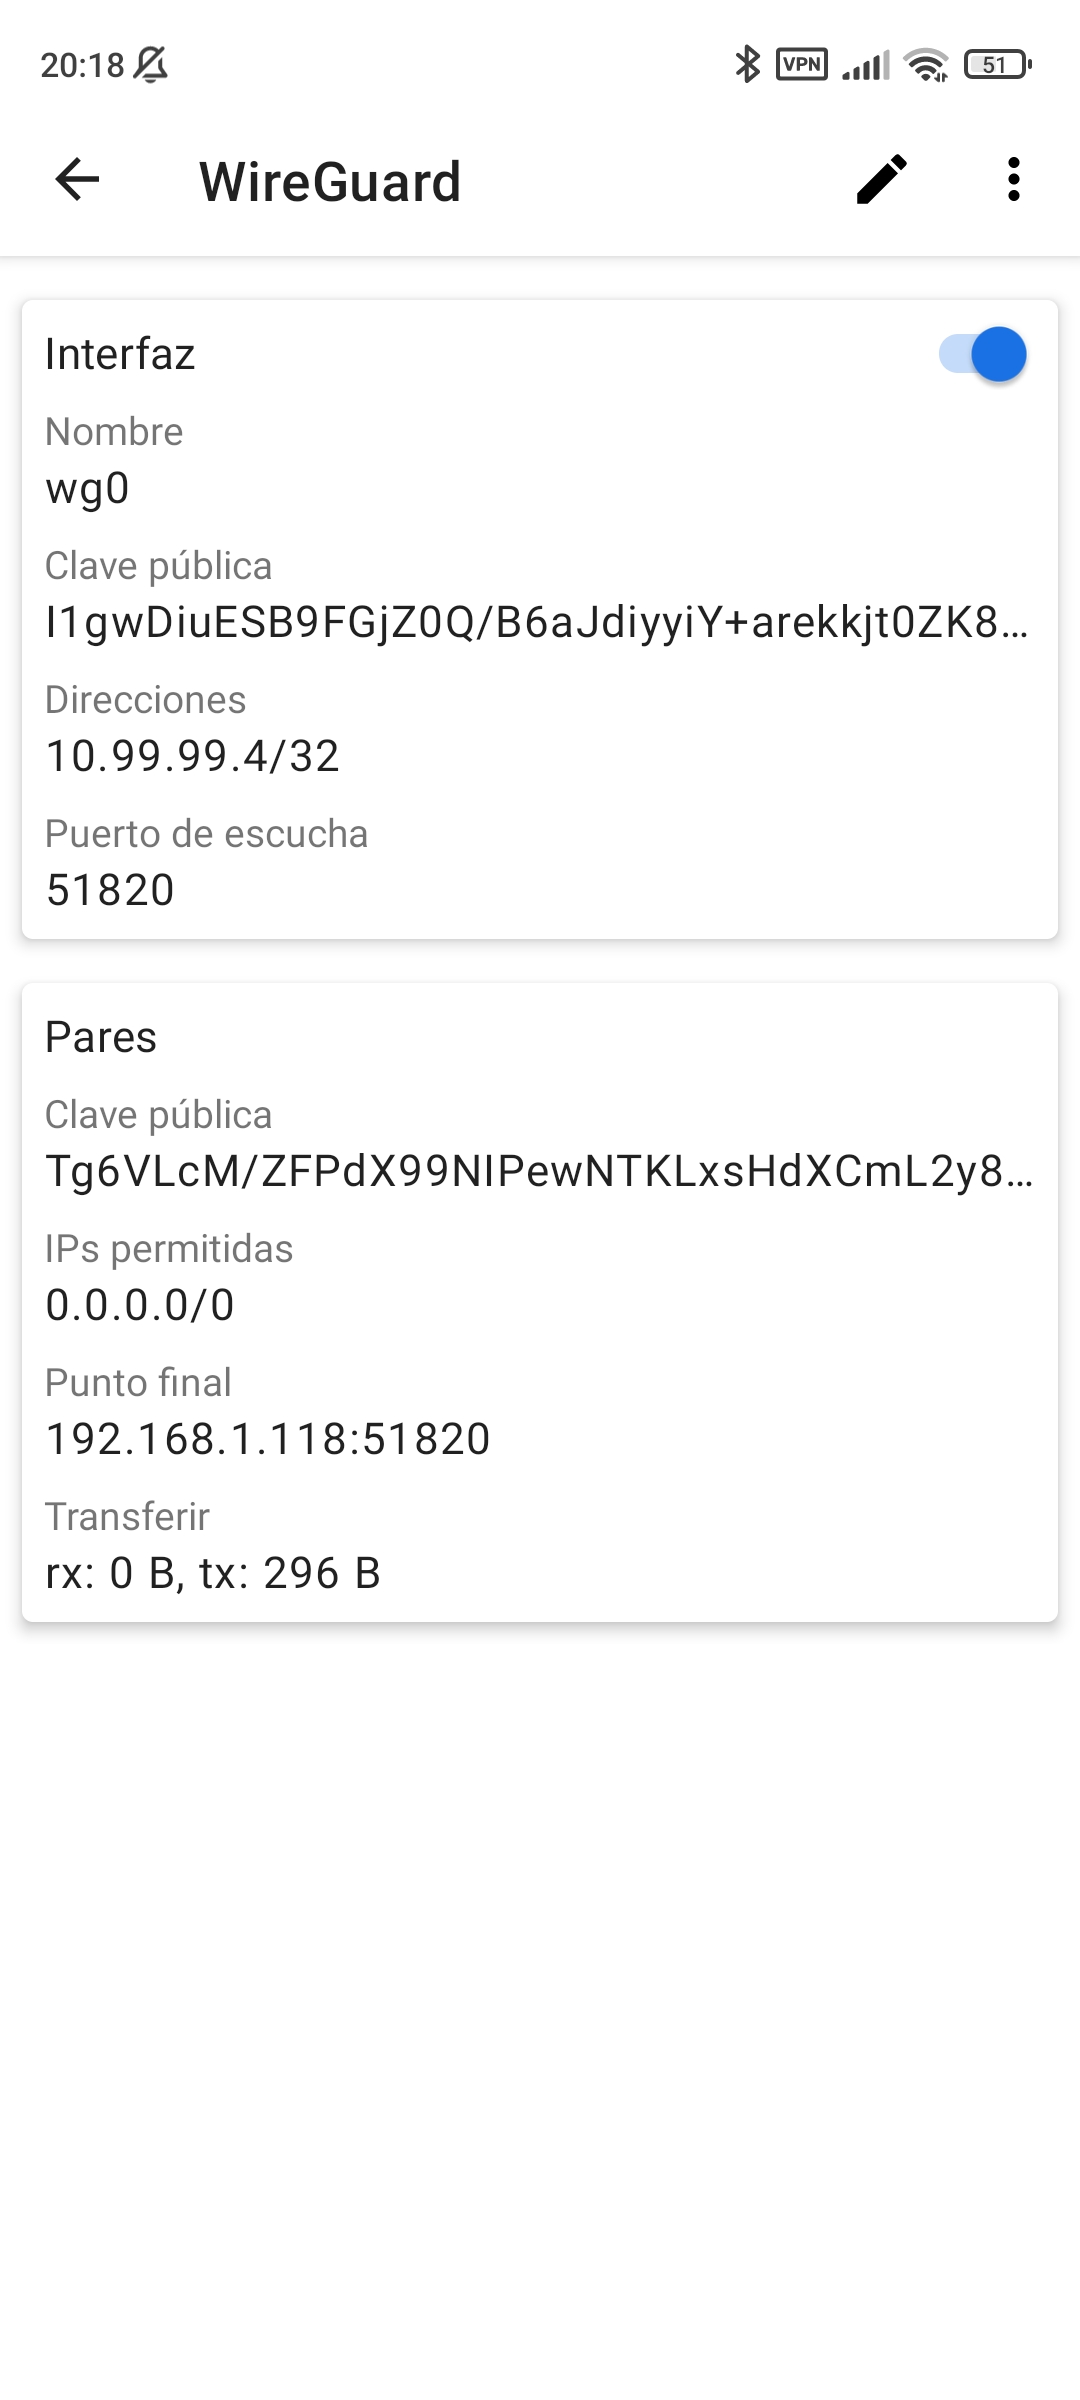 20:18 VPN 51
WireGuard
Interfaz
Nombre
wg0
Clave pública
I1gwDiuESB9FGjZ0Q/B6aJdiyyiY+arekkjt0ZK8…
Direcciones
10.99.99.4/32
Puerto de escucha
51820
Pares
Clave pública
Tg6VLcM/ZFPdX99NIPewNTKLxsHdXCmL2y8…
IPs permitidas
0.0.0.0/0
Punto final
192.168.1.118:51820
Transferir
rx: 0 B, tx: 296 B